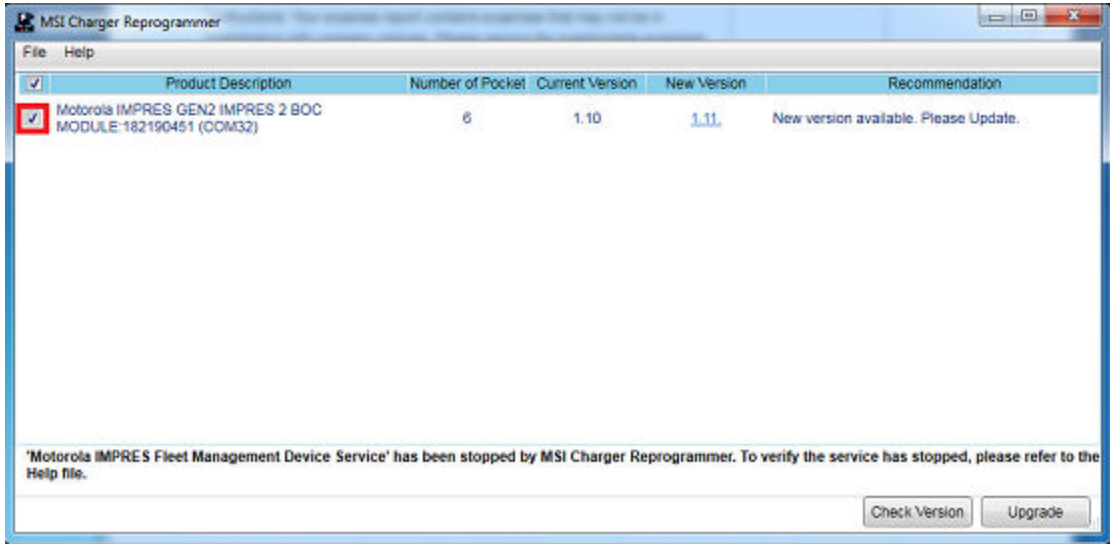 MSI Charger Reprogrammer
File Help
Product Description Number of Pocket Current Version New Version Recommendation
Motorola IMPRES GEN2 IMPRES 2 BOC
MODULE:182190451 (COM32) 6 1.10 1.11. New version available. Please Update.
'Motorola IMPRES Fleet Management Device Service' has been stopped by MSI Charger Reprogrammer. To verify the service has stopped, please refer to the
Help file.
Check Version Upgrade